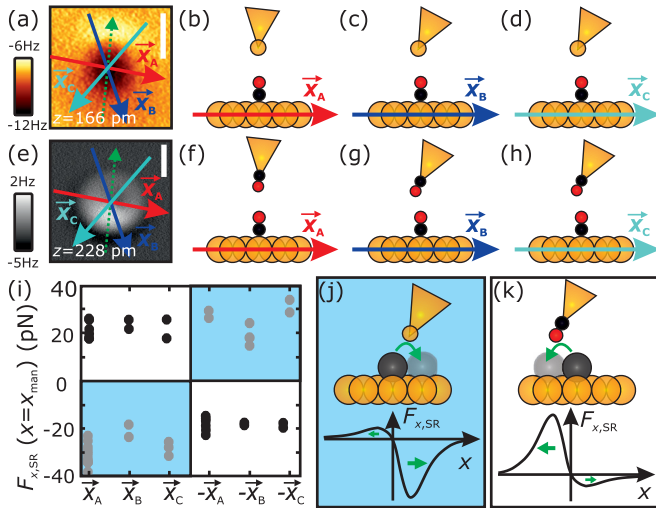 (a)
-6Hz
-12Hz
x_A
x_B
x_C
z=166 pm
(b)
x_A
(c)
x_B
(d)
x_C
(e)
2Hz
-5Hz
x_A
x_B
x_C
z=228 pm
(f)
x_A
(g)
x_B
(h)
x_C
(i)
F_x,SR (x=x_man) (pN)
40
20
0
-20
-40
x_A x_B x_C -x_A -x_B -x_C
(j)
F_x,SR
x
(k)
F_x,SR
x